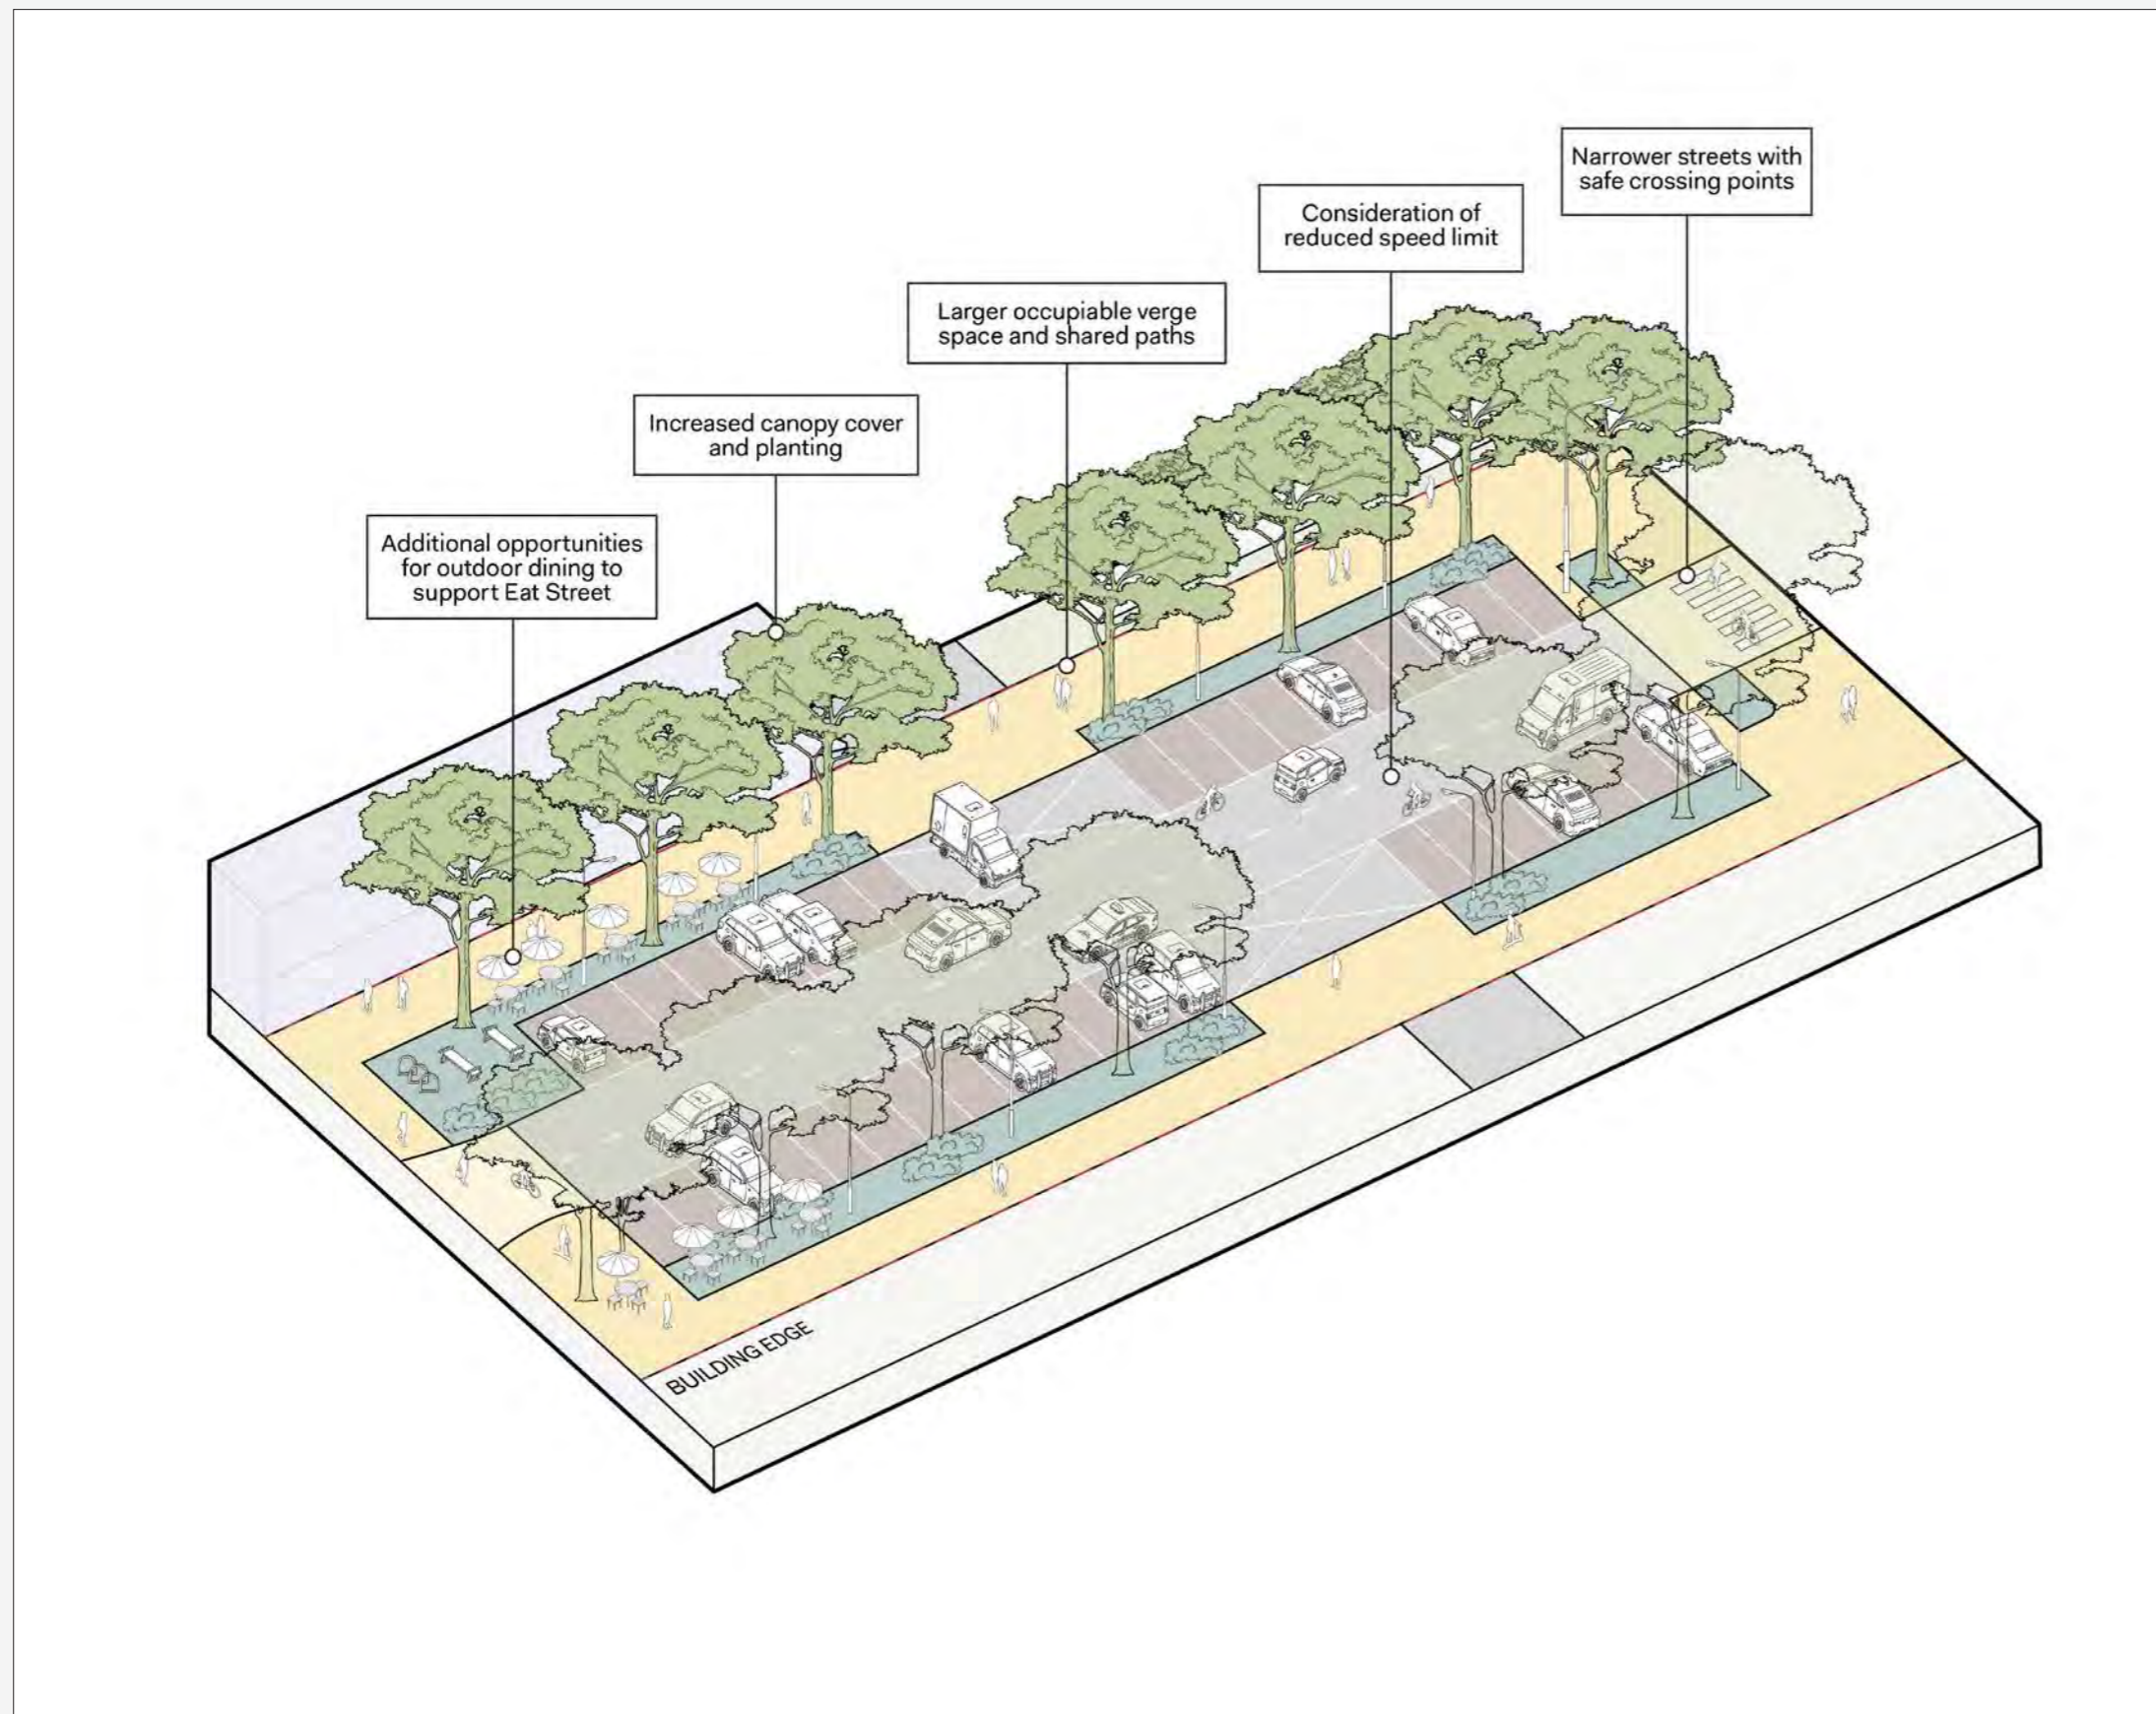 Narrower streets with
safe crossing points
Consideration of
reduced speed limit
Larger occupiable verge
space and shared paths
Increased canopy cover
and planting
Additional opportunities
for outdoor dining to
support Eat Street
BUILDING EDGE